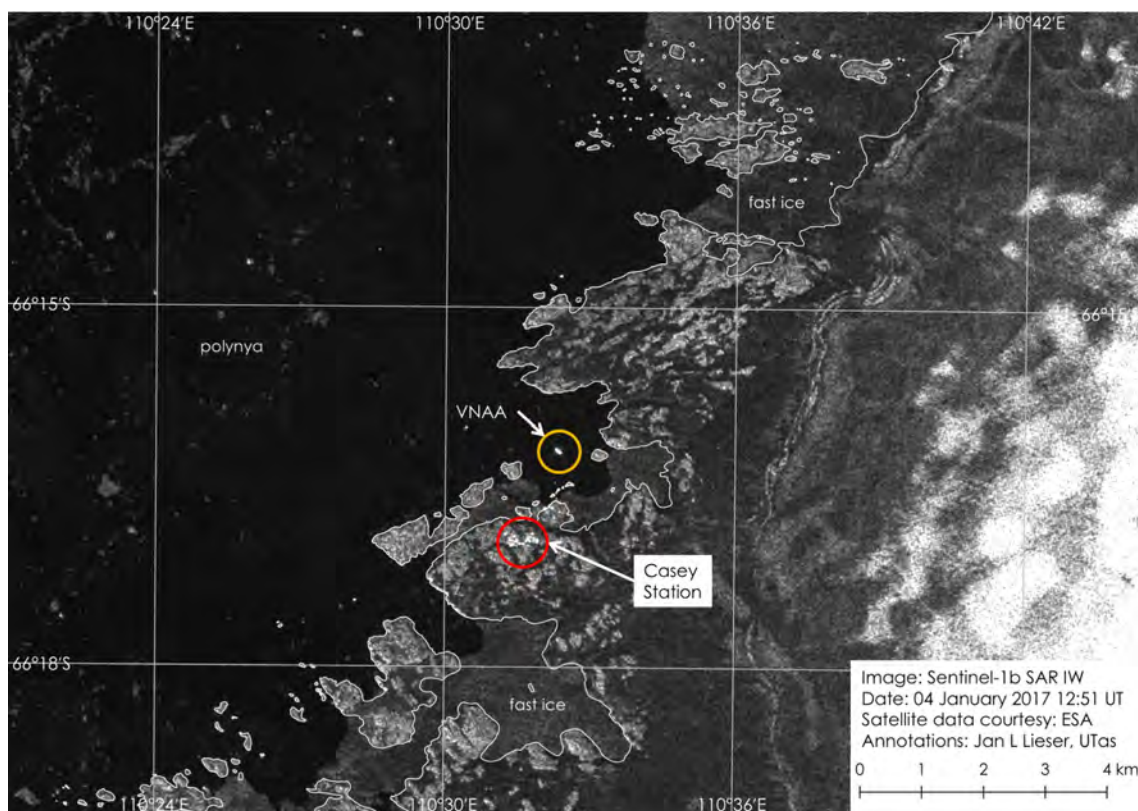 110°24'E
110°30'E
110°36'E
110°42'E
fast ice
66°15'S
66°15'
polynya
VNAA
Casey
Station
66°18'S
fast ice
Image: Sentinel-1b SAR IW
Date: 04 January 2017 12:51 UT
Satellite data courtesy: ESA
Annotations: Jan L Lieser, UTas
0 1 2 3 4 km
110°24'E
110°30'E
110°36'E